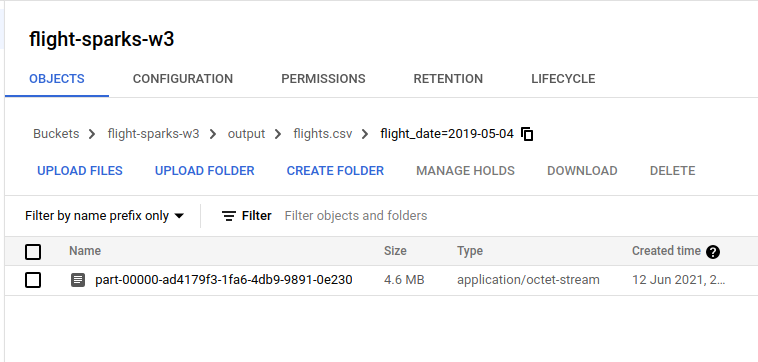 flight-sparks-w3
OBJECTS CONFIGURATION PERMISSIONS RETENTION LIFECYCLE
Buckets > flight-sparks-w3 > output > flights.csv > flight_date=2019-05-04
UPLOAD FILES UPLOAD FOLDER CREATE FOLDER MANAGE HOLDS DOWNLOAD DELETE
Filter by name prefix only Filter Filter objects and folders
Name Size Type Created time ?
part-00000-ad4179f3-1fa6-4db9-9891-0e230 4.6 MB application/octet-stream 12 Jun 2021, 2...